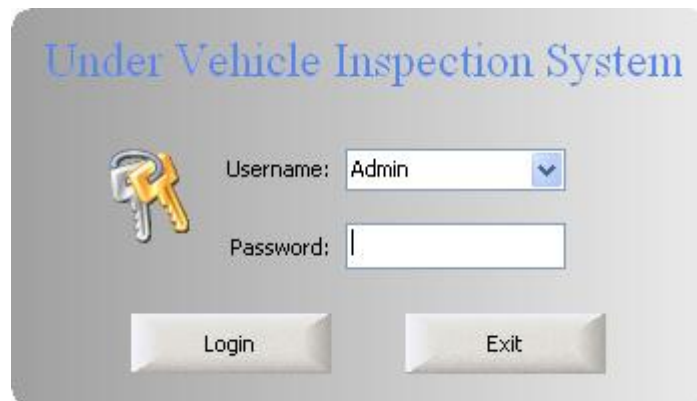 Under Vehicle Inspection System
Username: Admin
Password:
Login Exit